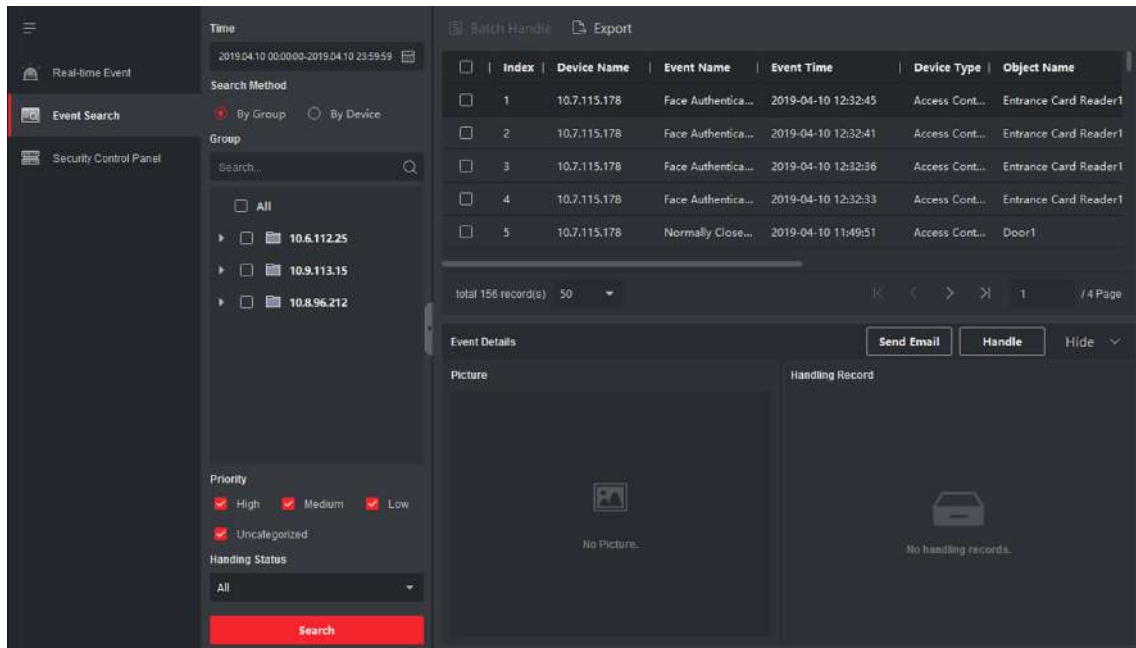 Real-time Event
Event Search
Security Control Panel
Time
2019.04.10 00:00:00-2019.04.10 23:59:59
Search Method
By Group By Device
Group
Search...
All
10.6.112.25
10.9.113.15
10.8.96.212
Priority
High Medium Low
Uncategorized
Handing Status
All
Search
Batch Handle Export
Index Device Name Event Name Event Time Device Type Object Name
1 10.7.115.178 Face Authentica... 2019-04-10 12:32:45 Access Cont... Entrance Card Reader1
2 10.7.115.178 Face Authentica... 2019-04-10 12:32:41 Access Cont... Entrance Card Reader1
3 10.7.115.178 Face Authentica... 2019-04-10 12:32:36 Access Cont... Entrance Card Reader1
4 10.7.115.178 Face Authentica... 2019-04-10 12:32:33 Access Cont... Entrance Card Reader1
5 10.7.115.178 Normally Close... 2019-04-10 11:49:51 Access Cont... Door1
total 156 record(s) 50 1 / 4 Page
Event Details Send Email Handle Hide
Picture Handling Record
No Picture.
No handling records.